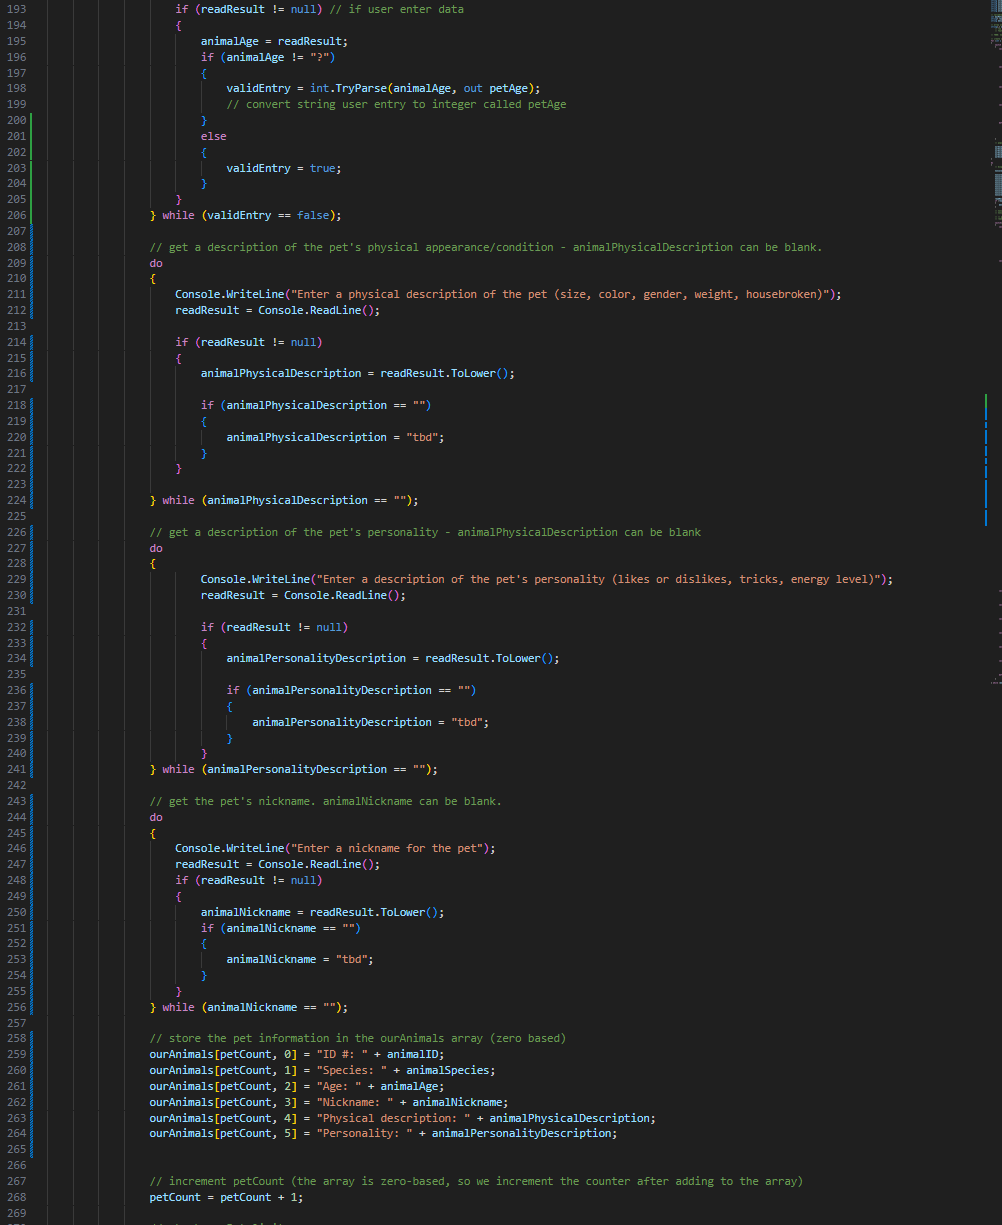 193 if (readResult != null) // if user enter data
194 {
195 animalAge = readResult;
196 if (animalAge != "?")
197 {
198 validEntry = int.TryParse(animalAge, out petAge);
199 // convert string user entry to integer called petAge
200 }
201 else
202 {
203 validEntry = true;
204 }
205 }
206 } while (validEntry == false);
207
208 // get a description of the pet's physical appearance/condition - animalPhysicalDescription can be blank.
209 do
210 {
211 Console.WriteLine("Enter a physical description of the pet (size, color, gender, weight, housebroken)");
212 readResult = Console.ReadLine();
213
214 if (readResult != null)
215 {
216 animalPhysicalDescription = readResult.ToLower();
217
218 if (animalPhysicalDescription == "")
219 {
220 animalPhysicalDescription = "tbd";
221 }
222 }
223
224 } while (animalPhysicalDescription == "");
225
226 // get a description of the pet's personality - animalPhysicalDescription can be blank
227 do
228 {
229 Console.WriteLine("Enter a description of the pet's personality (likes or dislikes, tricks, energy level)");
230 readResult = Console.ReadLine();
231
232 if (readResult != null)
233 {
234 animalPersonalityDescription = readResult.ToLower();
235
236 if (animalPersonalityDescription == "")
237 {
238 animalPersonalityDescription = "tbd";
239 }
240 }
241 } while (animalPersonalityDescription == "");
242
243 // get the pet's nickname. animalNickname can be blank.
244 do
245 {
246 Console.WriteLine("Enter a nickname for the pet");
247 readResult = Console.ReadLine();
248 if (readResult != null)
249 {
250 animalNickname = readResult.ToLower();
251 if (animalNickname == "")
252 {
253 animalNickname = "tbd";
254 }
255 }
256 } while (animalNickname == "");
257
258 // store the pet information in the ourAnimals array (zero based)
259 ourAnimals[petCount, 0] = "ID #: " + animalID;
260 ourAnimals[petCount, 1] = "Species: " + animalSpecies;
261 ourAnimals[petCount, 2] = "Age: " + animalAge;
262 ourAnimals[petCount, 3] = "Nickname: " + animalNickname;
263 ourAnimals[petCount, 4] = "Physical description: " + animalPhysicalDescription;
264 ourAnimals[petCount, 5] = "Personality: " + animalPersonalityDescription;
265
266
267 // increment petCount (the array is zero-based, so we increment the counter after adding to the array)
268 petCount = petCount + 1;
269